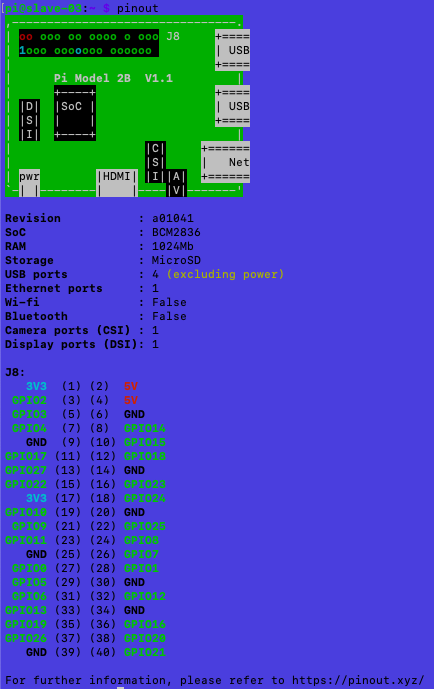 pi@slave-B3:~ $ pinout
,--------------------------------.
| oo ooo oo oooo o ooo J8     +====
| 1ooo ooooooo oooooo         | USB
|                             +====
|      Pi Model 2B  V1.1           |
|      +----+                 +====
| |D|  |SoC |                 | USB
| |S|  |    |                 +====
| |I|  +----+                      |
|                   |C|     +======
|                   |S|     |   Net
| pwr        |HDMI| |I||A|  +======
`-| |--------|    |----|V|-------'
Revision           : a01041
SoC                : BCM2836
RAM                : 1024Mb
Storage            : MicroSD
USB ports          : 4 (excluding power)
Ethernet ports     : 1
Wi-fi              : False
Bluetooth          : False
Camera ports (CSI) : 1
Display ports (DSI): 1
J8:
3V3 (1) (2) 5V
GPIO2 (3) (4) 5V
GPIO3 (5) (6) GND
GPIO4 (7) (8) GPIO14
GND (9) (10) GPIO15
GPIO17 (11) (12) GPIO18
GPIO27 (13) (14) GND
GPIO22 (15) (16) GPIO23
3V3 (17) (18) GPIO24
GPIO10 (19) (20) GND
GPIO9 (21) (22) GPIO25
GPIO11 (23) (24) GPIO8
GND (25) (26) GPIO7
GPIO0 (27) (28) GPIO1
GPIO5 (29) (30) GND
GPIO6 (31) (32) GPIO12
GPIO13 (33) (34) GND
GPIO19 (35) (36) GPIO16
GPIO26 (37) (38) GPIO20
GND (39) (40) GPIO21
For further information, please refer to https://pinout.xyz/